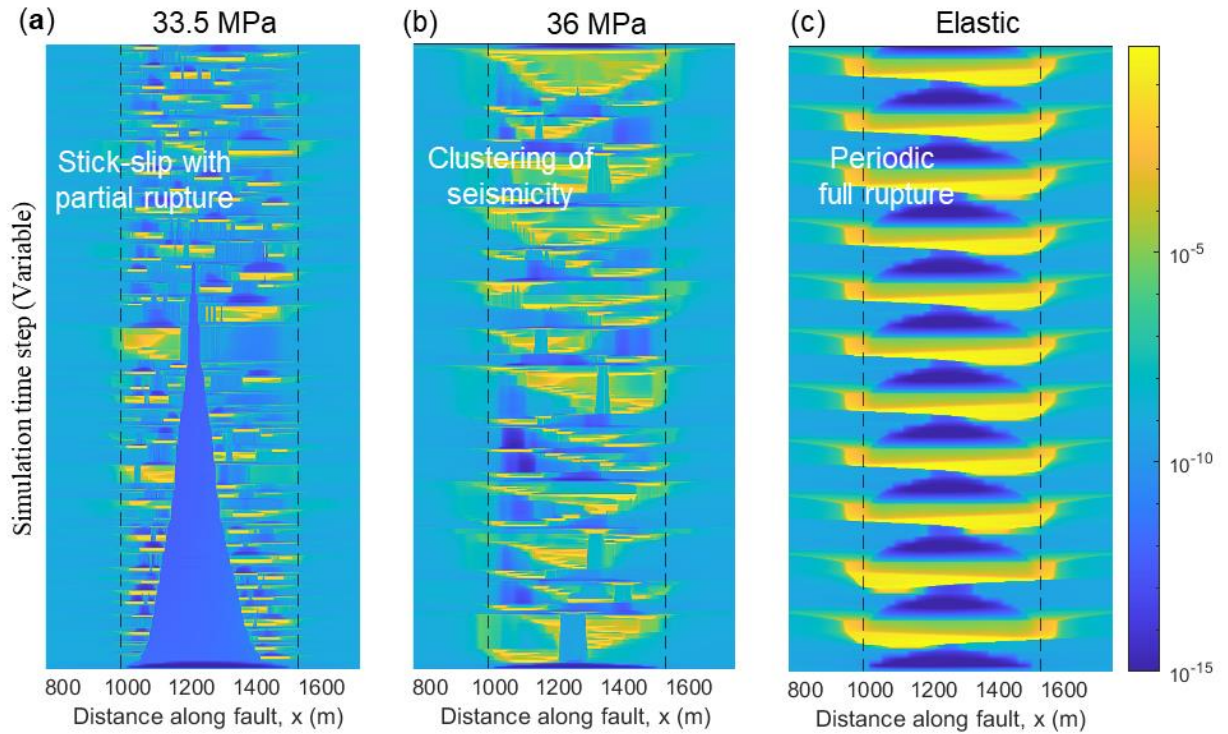 (a) 33.5 MPa
(b) 36 MPa
(c) Elastic
Simulation time step (Variable)
Stick-slip with
partial rupture
Clustering of
seismicity
Periodic
full rupture
10-5
10-10
10-15
800 1000 1200 1400 1600
Distance along fault, x (m)
800 1000 1200 1400 1600
Distance along fault, x (m)
800 1000 1200 1400 1600
Distance along fault, x (m)